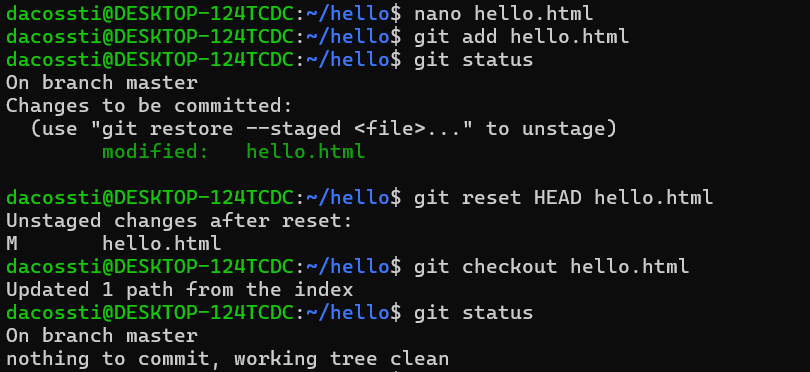 dacossti@DESKTOP-124TCDC:~/hello$ nano hello.html
dacossti@DESKTOP-124TCDC:~/hello$ git add hello.html
dacossti@DESKTOP-124TCDC:~/hello$ git status
On branch master
Changes to be committed:
  (use "git restore --staged <file>..." to unstage)
        modified:   hello.html

dacossti@DESKTOP-124TCDC:~/hello$ git reset HEAD hello.html
Unstaged changes after reset:
M       hello.html
dacossti@DESKTOP-124TCDC:~/hello$ git checkout hello.html
Updated 1 path from the index
dacossti@DESKTOP-124TCDC:~/hello$ git status
On branch master
nothing to commit, working tree clean